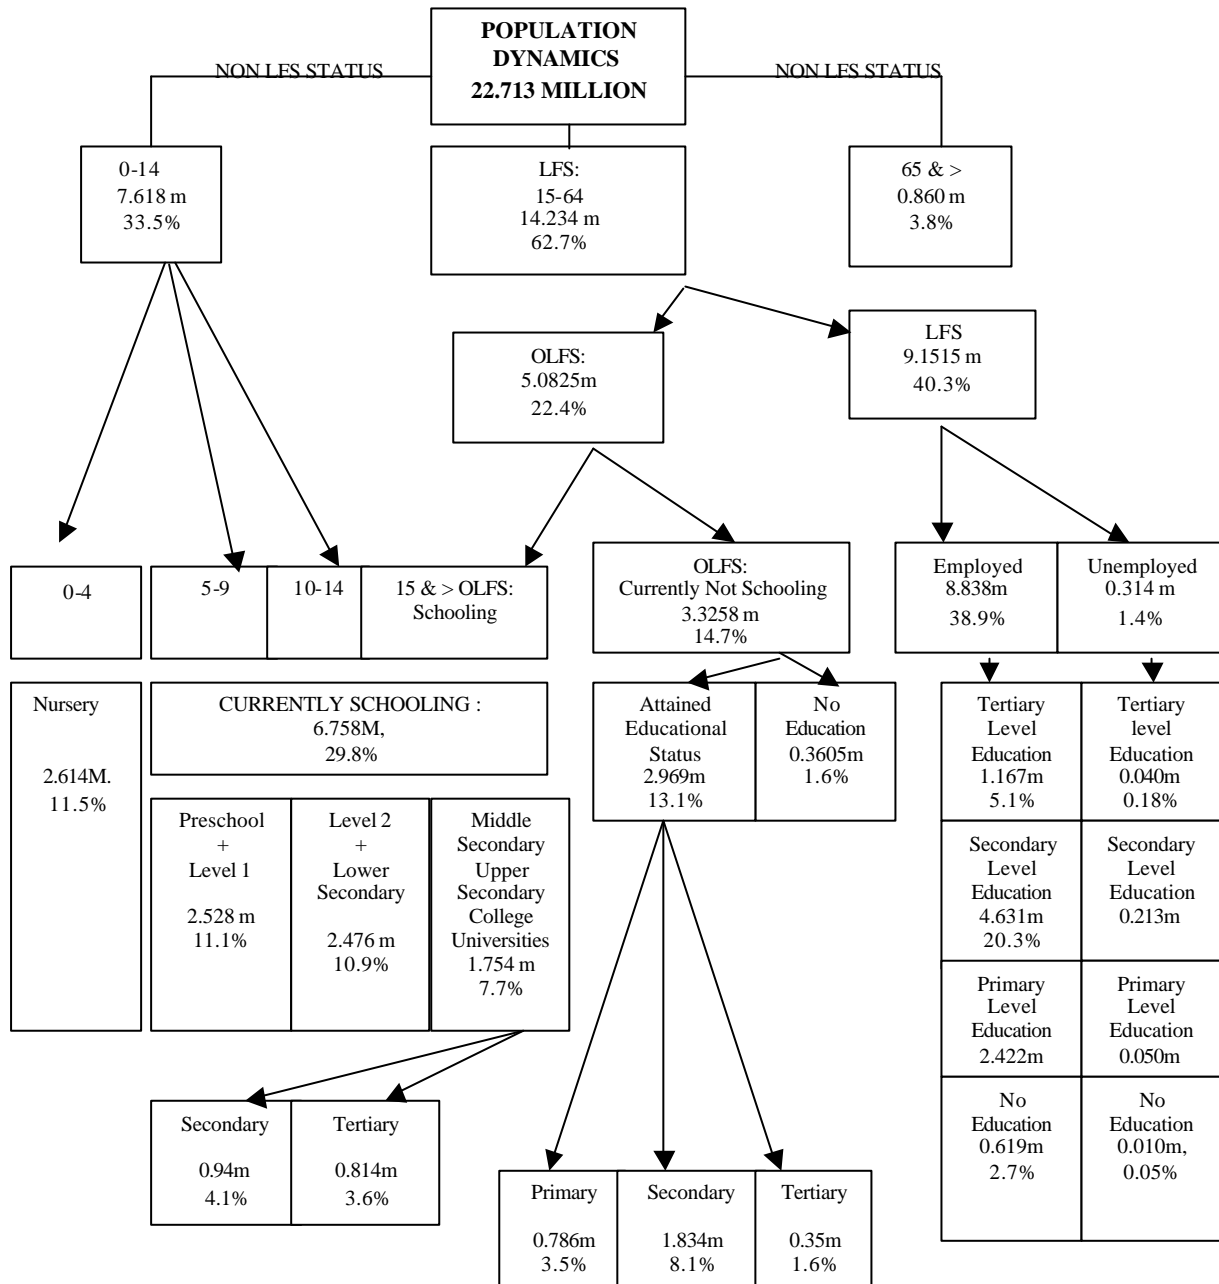 POPULATION
DYNAMICS
22.713 MILLION
NON LFS STATUS
NON LFS STATUS
0-14
7.618 m
33.5%
LFS:
15-64
14.234 m
62.7%
65 & >
0.860 m
3.8%
OLFS:
5.0825m
22.4%
LFS
9.1515 m
40.3%
0-4
5-9
10-14
15 & > OLFS:
Schooling
OLFS:
Currently Not Schooling
3.3258 m
14.7%
Employed
8.838m
38.9%
Unemployed
0.314 m
1.4%
Nursery
2.614M.
11.5%
CURRENTLY SCHOOLING :
6.758M,
29.8%
Preschool
+
Level 1
2.528 m
11.1%
Level 2
+
Lower
Secondary
2.476 m
10.9%
Middle
Secondary
Upper
Secondary
College
Universities
1.754 m
7.7%
Attained
Educational
Status
2.969m
13.1%
No
Education
0.3605m
1.6%
Tertiary
Level
Education
1.167m
5.1%
Tertiary
level
Education
0.040m
0.18%
Secondary
Level
Education
4.631m
20.3%
Secondary
Level
Education
0.213m
Primary
Level
Education
2.422m
Primary
Level
Education
0.050m
No
Education
0.619m
2.7%
No
Education
0.010m,
0.05%
Secondary
0.94m
4.1%
Tertiary
0.814m
3.6%
Primary
0.786m
3.5%
Secondary
1.834m
8.1%
Tertiary
0.35m
1.6%